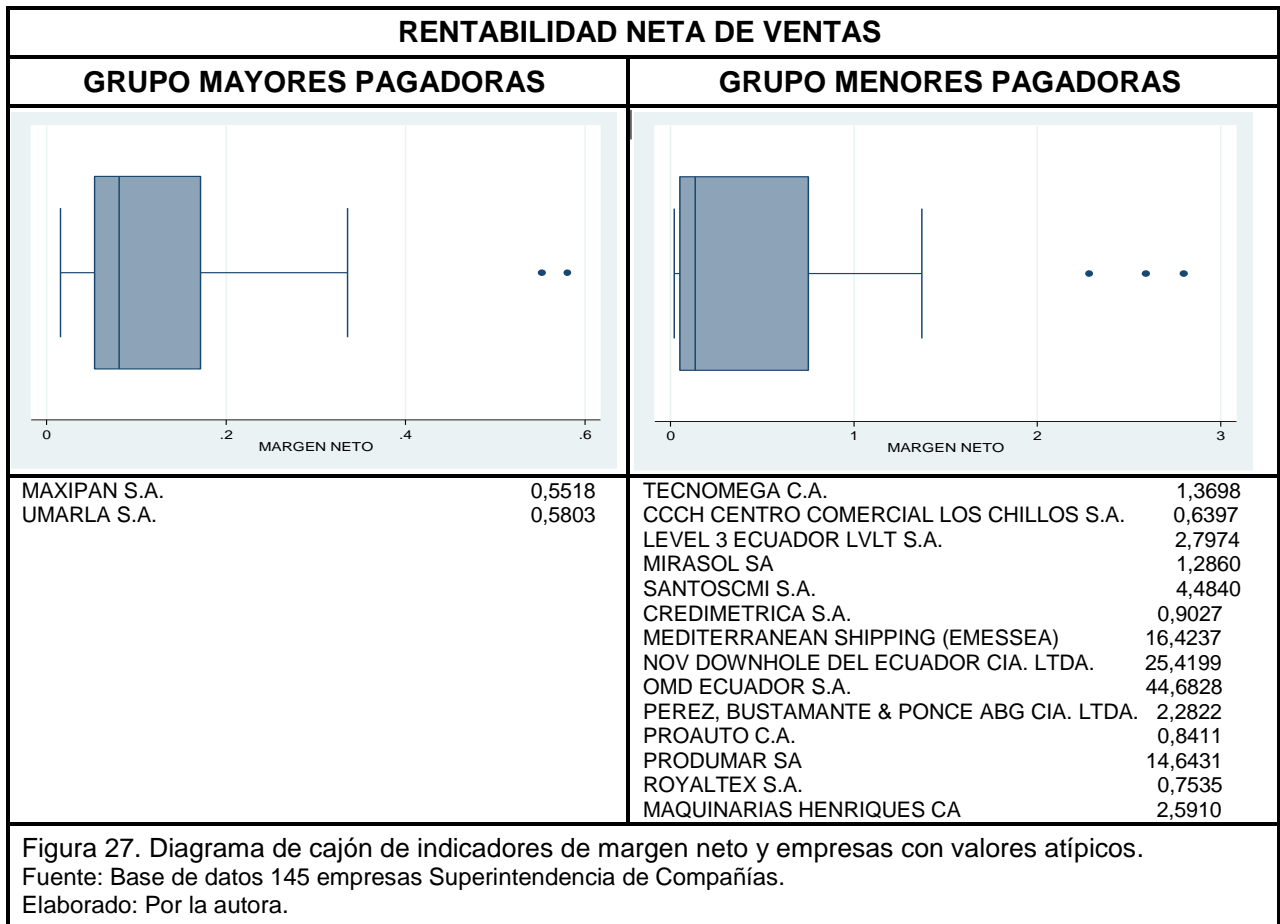 RENTABILIDAD NETA DE VENTAS
GRUPO MAYORES PAGADORAS
GRUPO MENORES PAGADORAS
0 .2 .4 .6
MARGEN NETO
0 1 2 3
MARGEN NETO
MAXIPAN S.A. 0,5518
UMARLA S.A. 0,5803
TECNOMEGA C.A. 1,3698
CCCH CENTRO COMERCIAL LOS CHILLOS S.A. 0,6397
LEVEL 3 ECUADOR LVLT S.A. 2,7974
MIRASOL SA 1,2860
SANTOSCMI S.A. 4,4840
CREDIMETRICA S.A. 0,9027
MEDITERRANEAN SHIPPING (EMESSEA) 16,4237
NOV DOWNHOLE DEL ECUADOR CIA. LTDA. 25,4199
OMD ECUADOR S.A. 44,6828
PEREZ, BUSTAMANTE & PONCE ABG CIA. LTDA. 2,2822
PROAUTO C.A. 0,8411
PRODUMAR SA 14,6431
ROYALTEX S.A. 0,7535
MAQUINARIAS HENRIQUES CA 2,5910
Figura 27. Diagrama de cajón de indicadores de margen neto y empresas con valores atípicos.
Fuente: Base de datos 145 empresas Superintendencia de Compañías.
Elaborado: Por la autora.